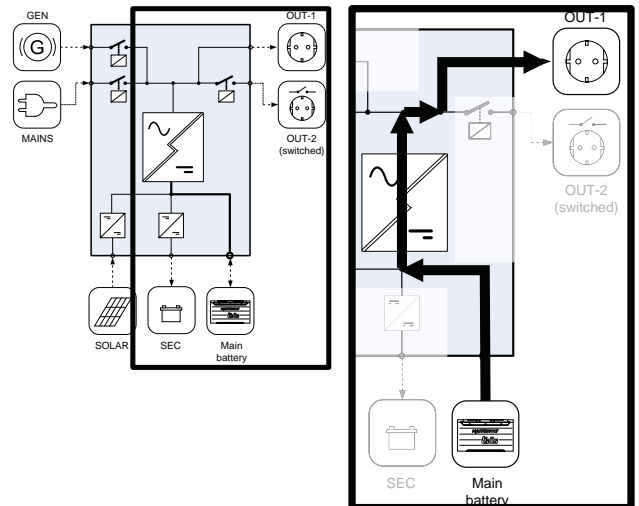 GEN
G
MAINS
OUT-1
OUT-2
(switched)
SOLAR
SEC
Main
battery
OUT-1
OUT-2
(switched)
SEC
Main
battery